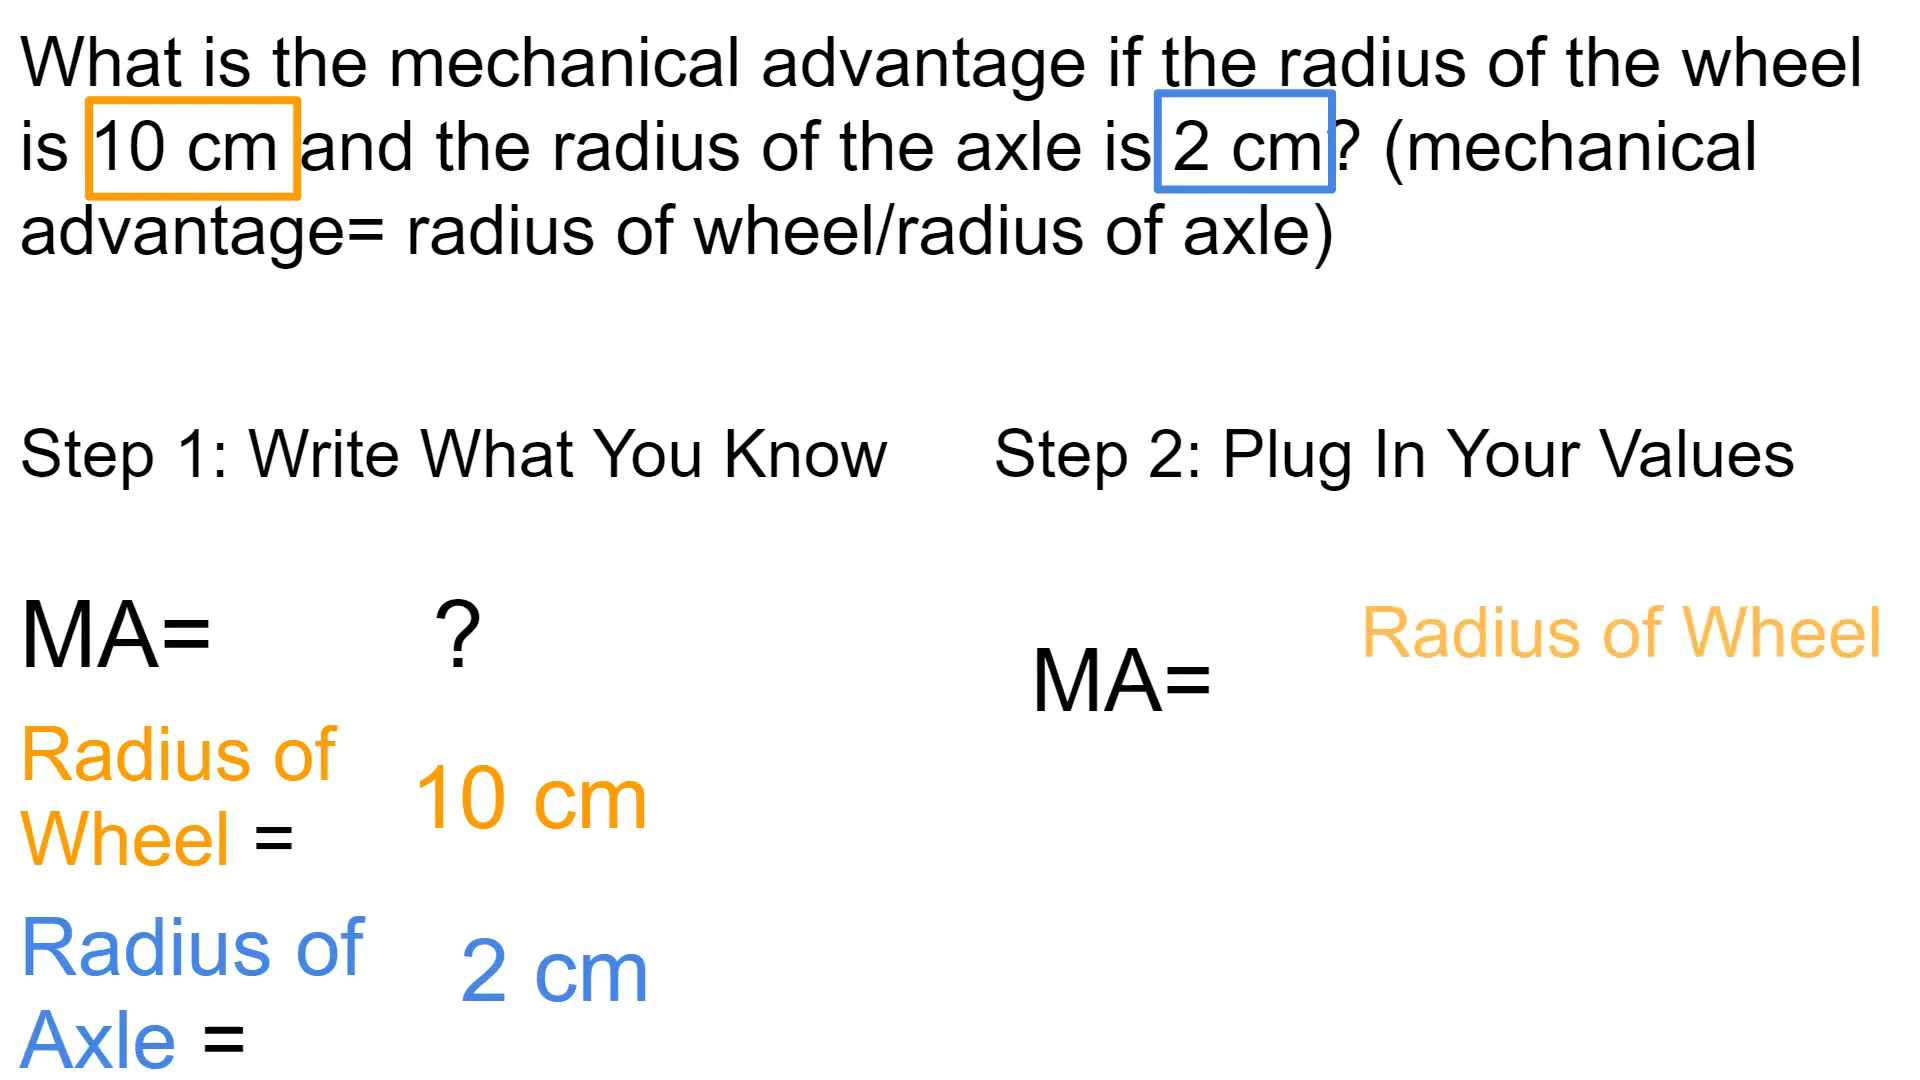 What is the mechanical advantage if the radius of the wheel
is 10 cm and the radius of the axle is 2 cm? (mechanical
advantage= radius of wheel/radius of axle)
Step 1: Write What You Know
MA= ?
Radius of
Wheel = 10 cm
Radius of
Axle = 2 cm
Step 2: Plug In Your Values
MA= Radius of Wheel